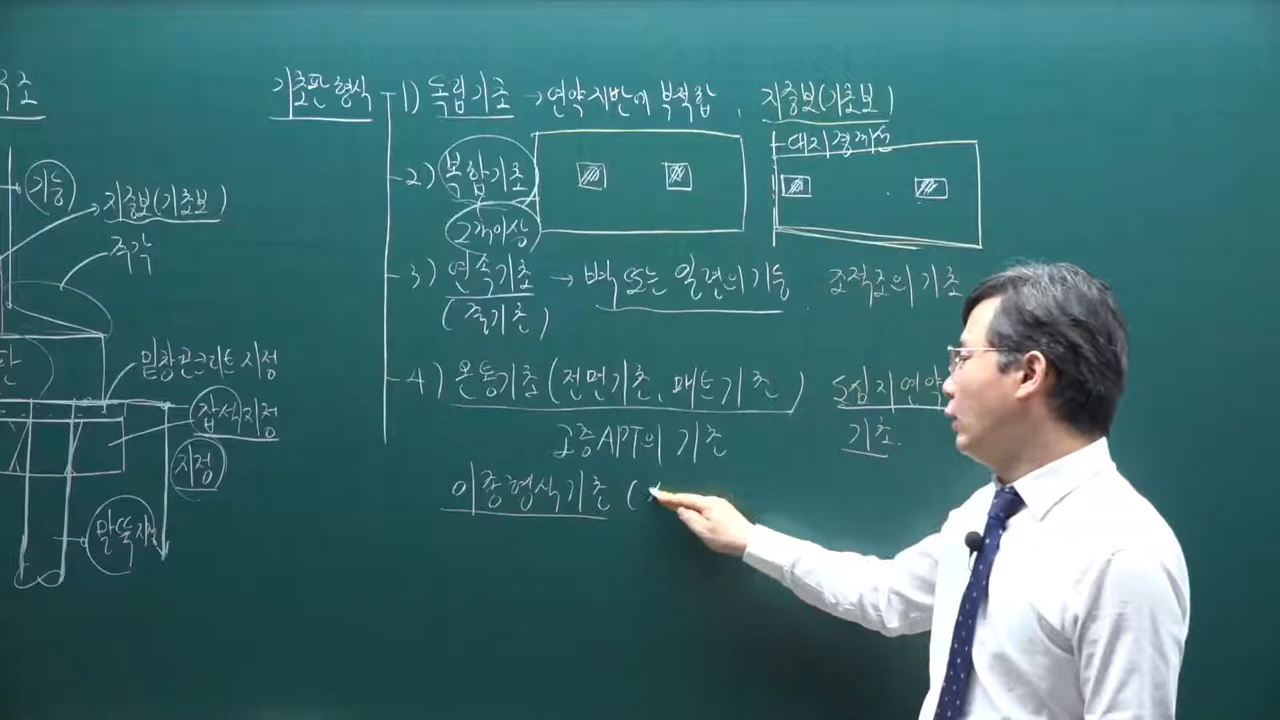 조
기둥
지중보(기초보)
주각
판
밑창콘크리트 지정
잡석지정
지정
말뚝지정
기초판 형식
1) 독립기초 → 연약지반에 부적합, 지중보(기초보)
대지경계선
2) 복합기초
2개이상
3) 연속기초 → 벽 또는 일련의 기둥 조적조의 기초
(줄기초)
4) 온통기초(전면기초, 매트기초) 도심지연약
고층APT의 기초 기초.
이종형식기초 (